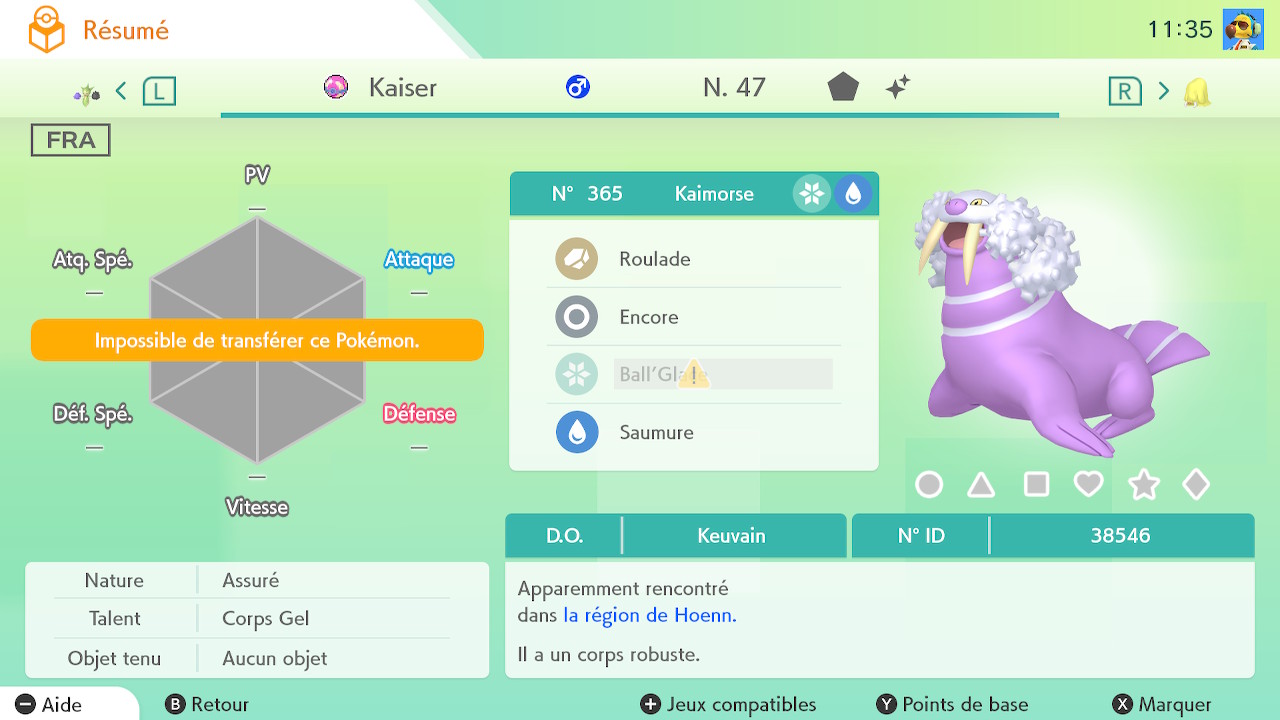 Résumé
11:35
L
Kaiser
N. 47
R
FRA
PV
—
Atq. Spé.
—
Attaque
—
Impossible de transférer ce Pokémon.
Déf. Spé.
—
Défense
—
—
Vitesse
N° 365 Kaimorse
Roulade
Encore
Ball'Glace
Saumure
D.O. Keuvain
N° ID 38546
Nature Assuré
Talent Corps Gel
Objet tenu Aucun objet
Apparemment rencontré
dans la région de Hoenn.
Il a un corps robuste.
Aide
B Retour
Jeux compatibles
Y Points de base
X Marquer